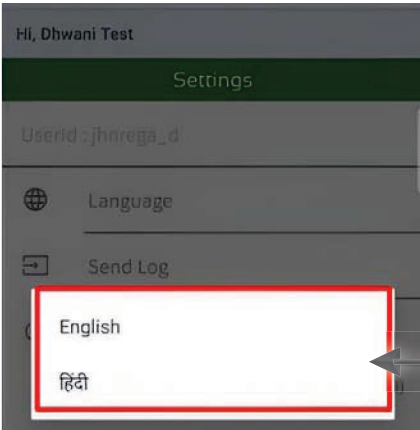 Hi, Dhwani Test
Settings
UserId : jhnrega_d
Language
Send Log
English
हिंदी